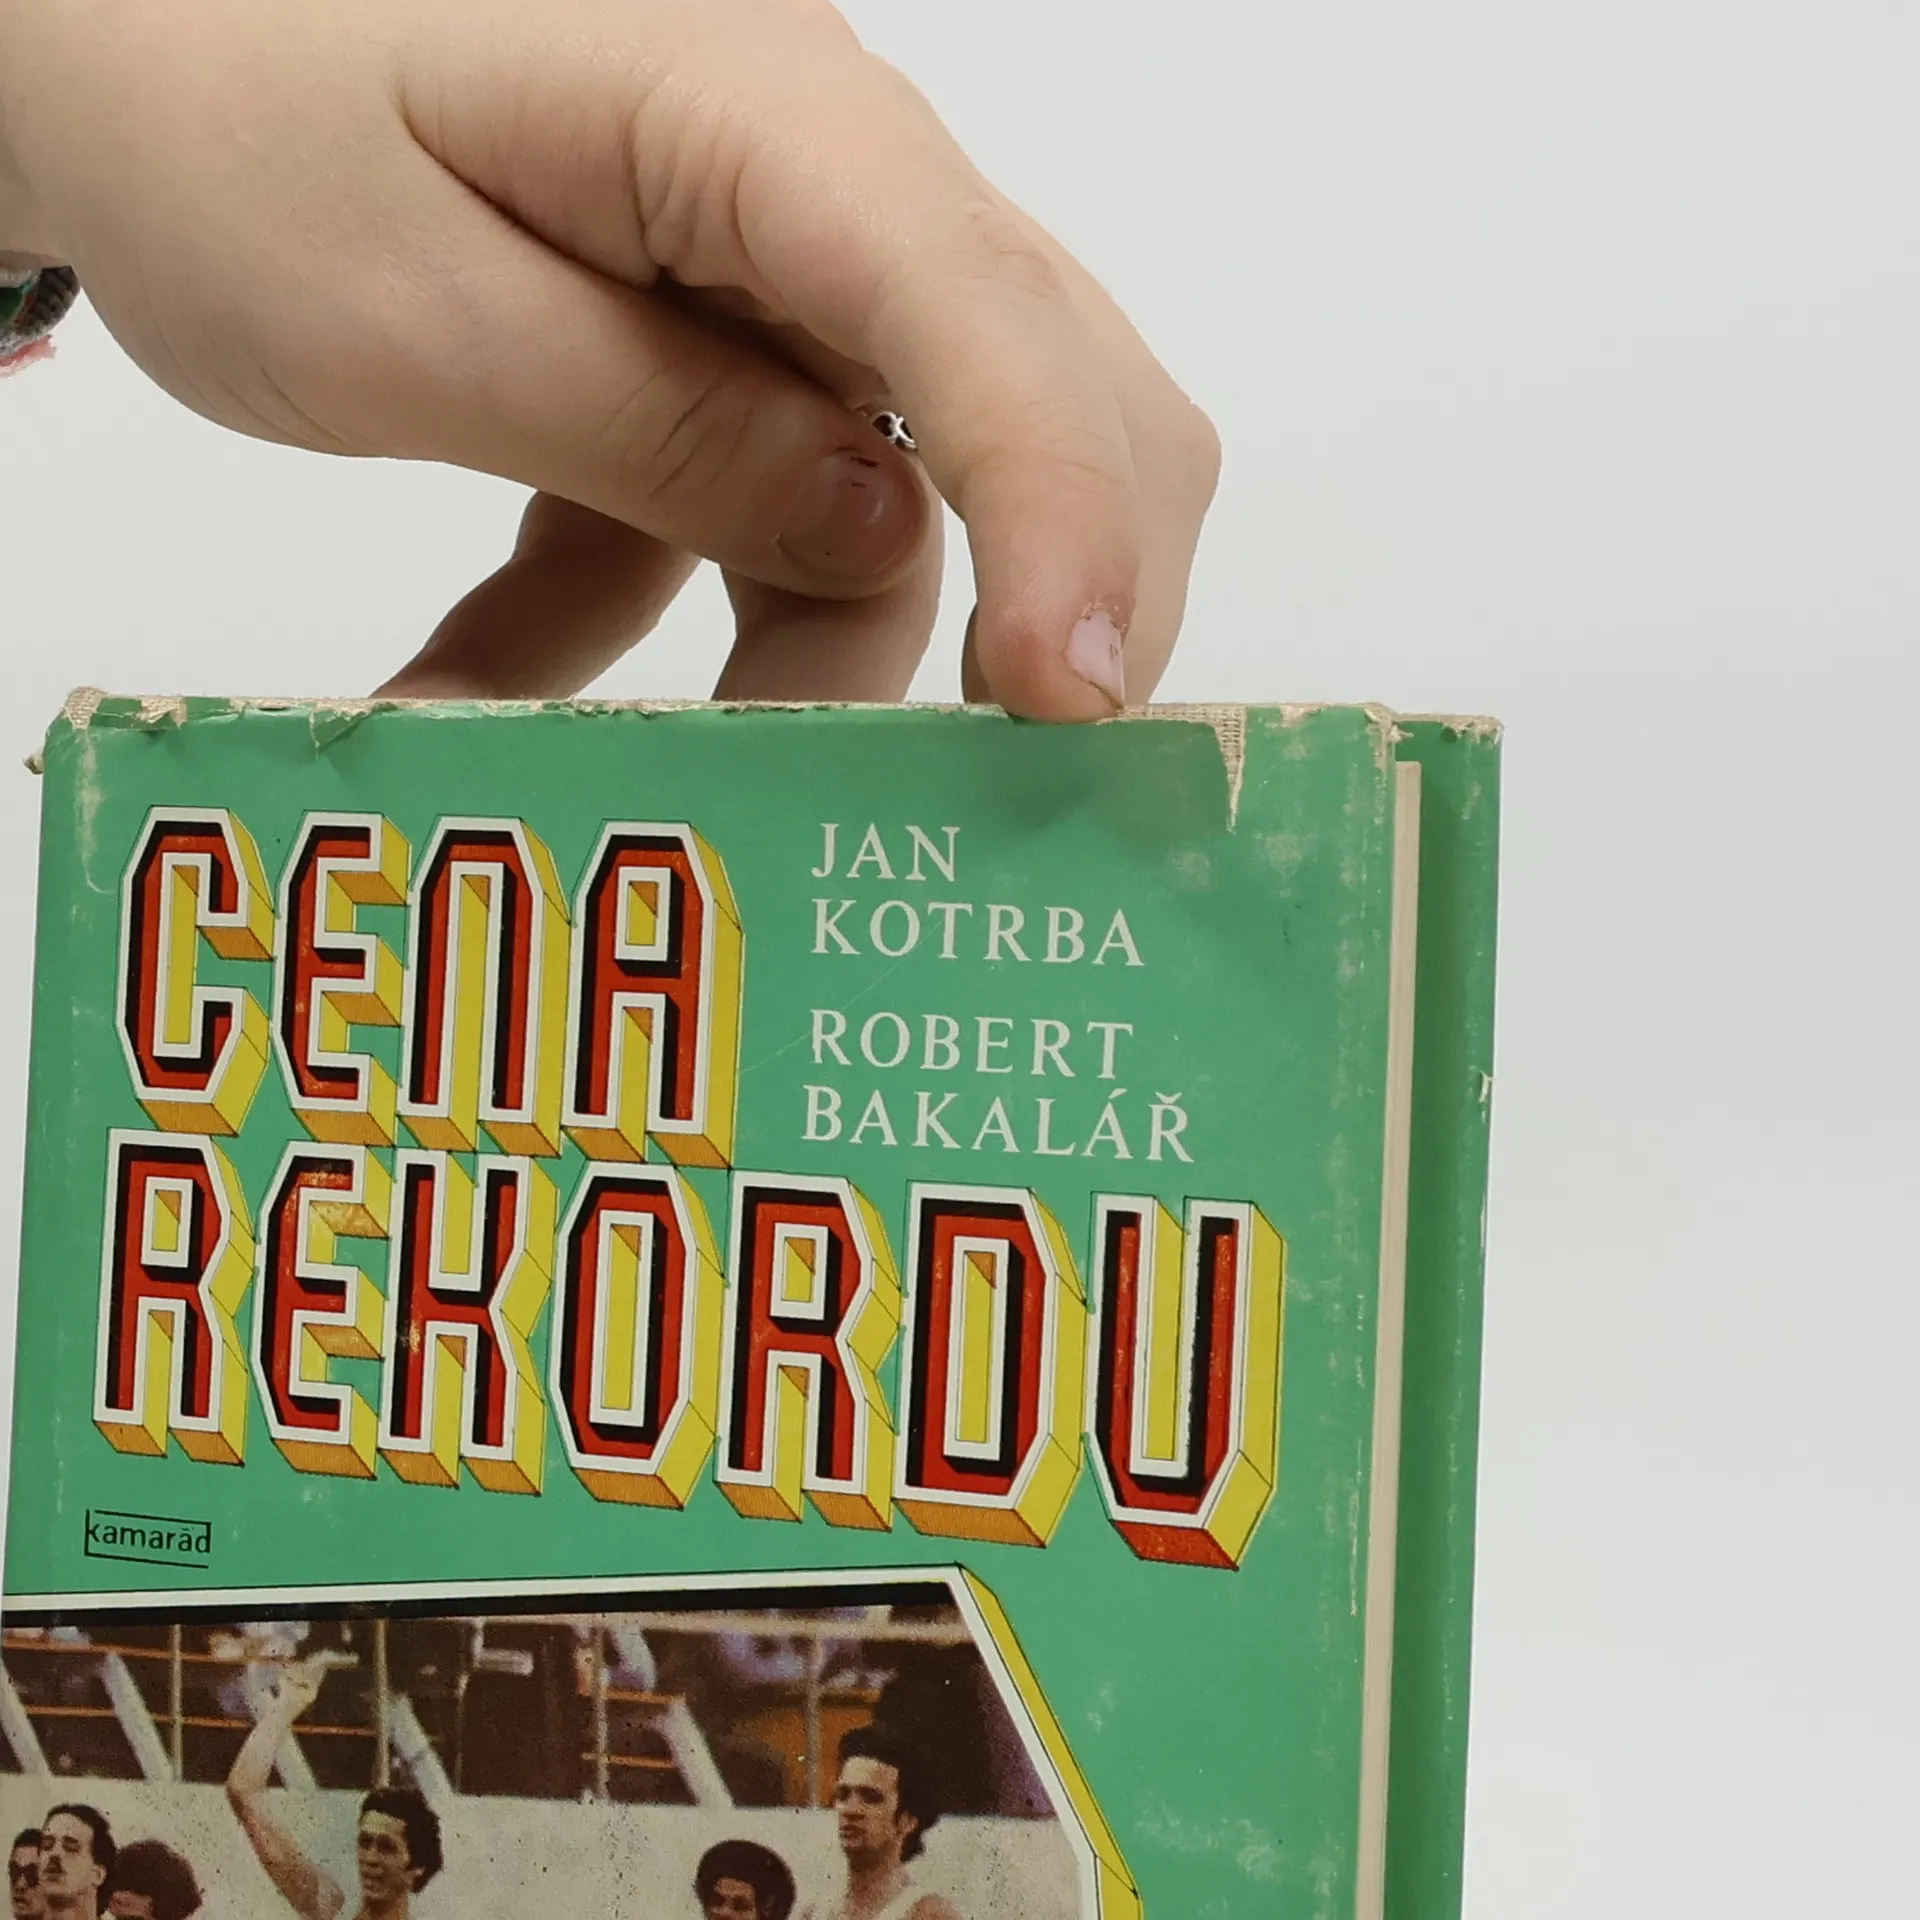 CENA
REKORDU
JAN
KOTRBA
ROBERT
BAKALÁŘ
kamarád